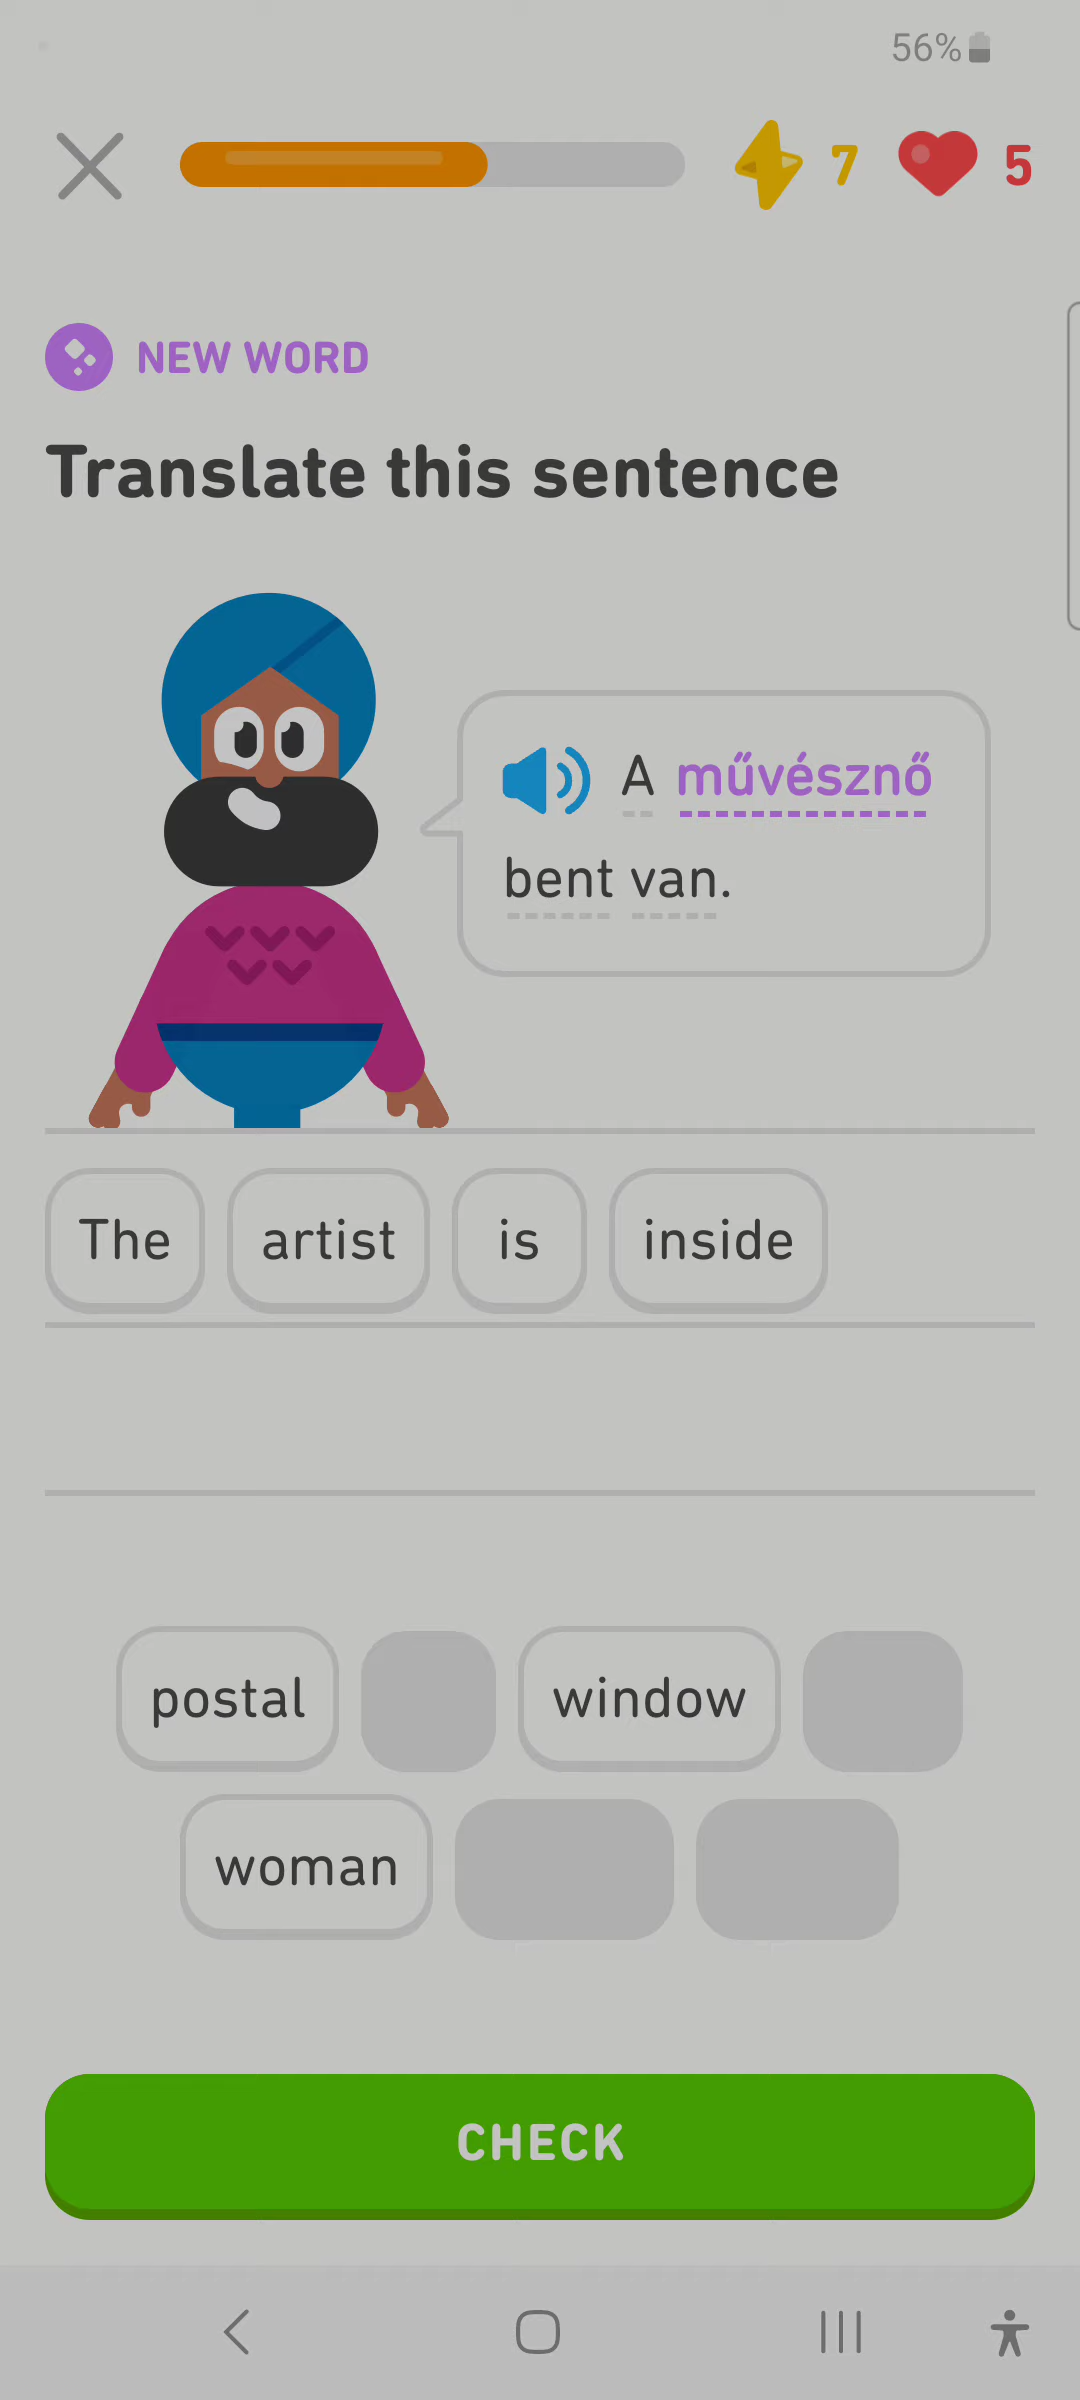 56%
7
5
NEW WORD
Translate this sentence
A művésznő
bent van.
The artist is inside
postal window
woman
CHECK